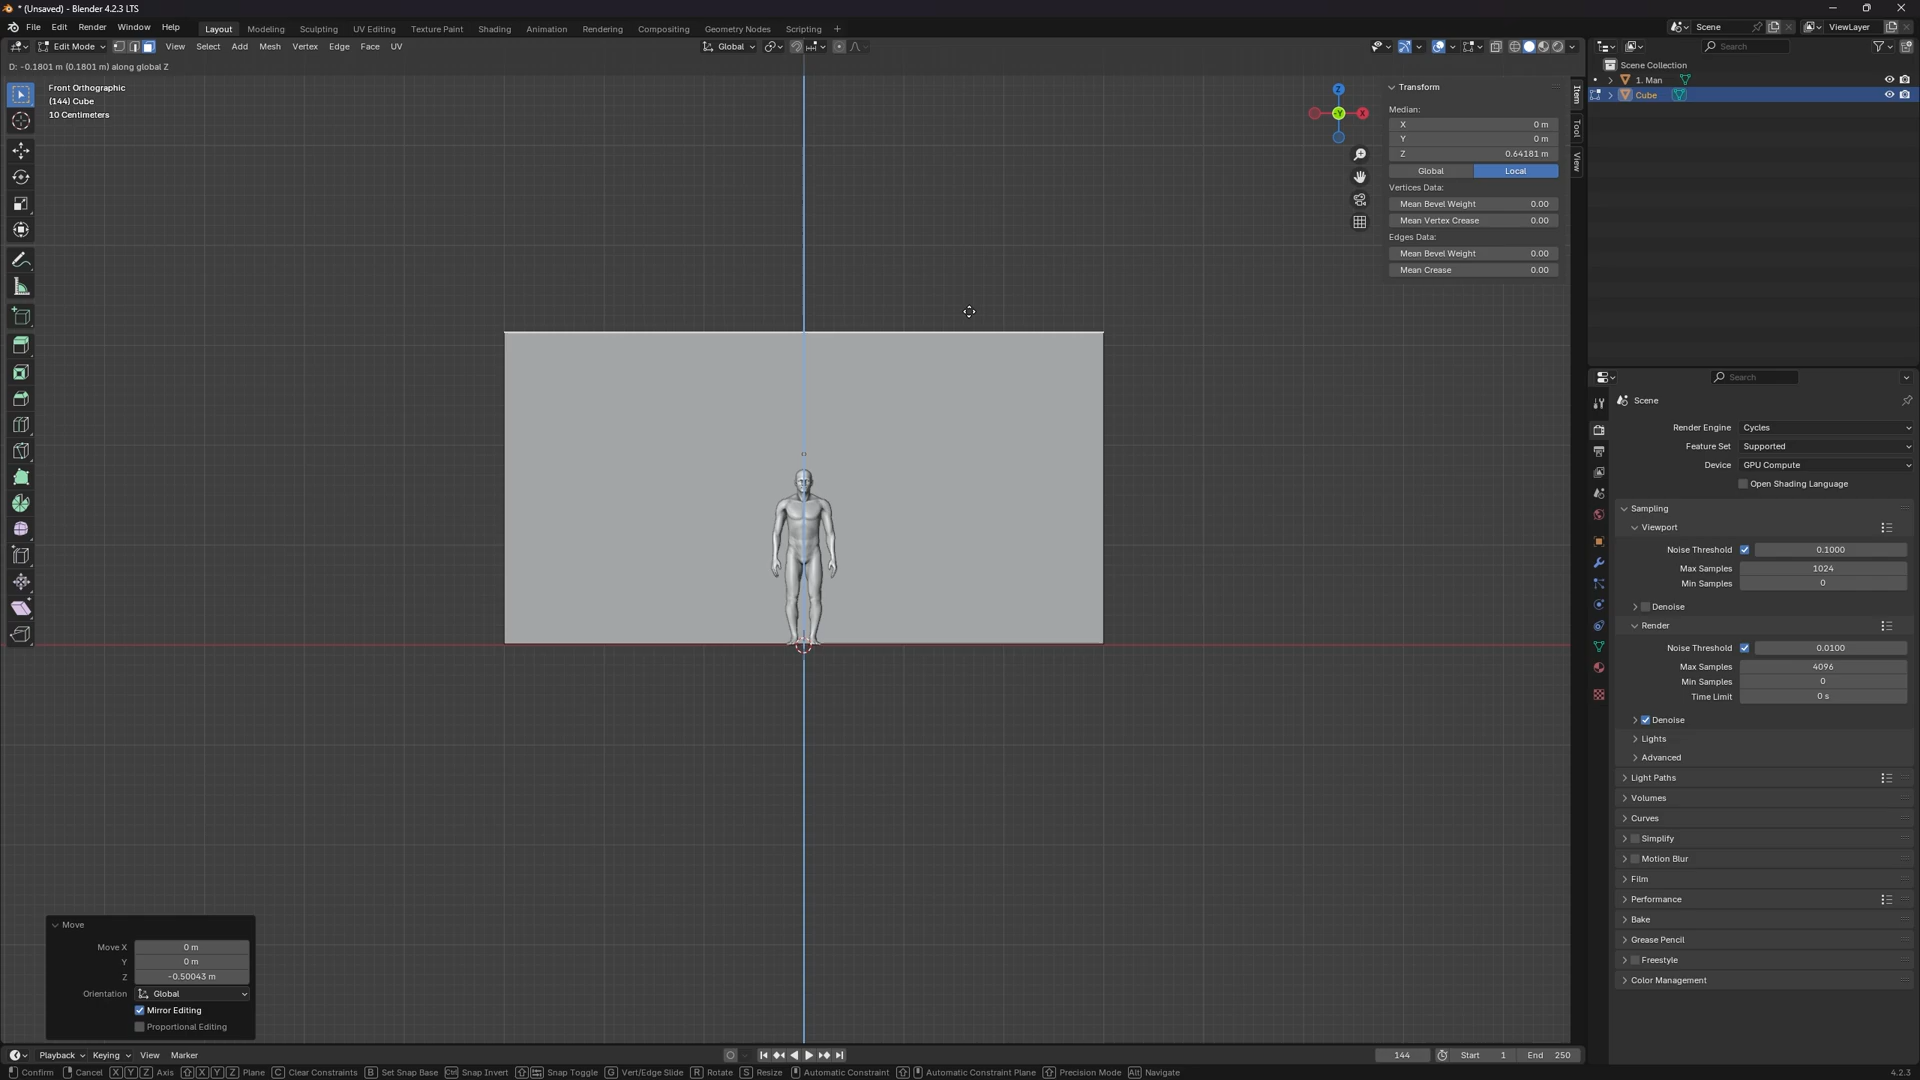 * (Unsaved) - Blender 4.2.3 LTS
File Edit Render Window Help Layout Modeling Sculpting UV Editing Texture Paint Shading Animation Rendering Compositing Geometry Nodes Scripting + Scene ViewLayer
Edit Mode View Select Add Mesh Vertex Edge Face UV Global Search
D: -0.1801 m (0.1801 m) along global Z
Front Orthographic
(144) Cube
10 Centimeters
Z
-Y
X
Transform
Median:
X 0 m
Y 0 m
Z 0.64181 m
Global Local
Vertices Data:
Mean Bevel Weight 0.00
Mean Vertex Crease 0.00
Edges Data:
Mean Bevel Weight 0.00
Mean Crease 0.00
Item
Tool
View
Scene Collection
1. Man
Cube
Search
Scene
Render Engine Cycles
Feature Set Supported
Device GPU Compute
Open Shading Language
Sampling
Viewport
Noise Threshold 0.1000
Max Samples 1024
Min Samples 0
Denoise
Render
Noise Threshold 0.0100
Max Samples 4096
Min Samples 0
Time Limit 0 s
Denoise
Lights
Advanced
Light Paths
Volumes
Curves
Simplify
Motion Blur
Film
Performance
Bake
Grease Pencil
Freestyle
Color Management
Move
Move X 0 m
Y 0 m
Z -0.50043 m
Orientation Global
Mirror Editing
Proportional Editing
Playback Keying View Marker 144 Start 1 End 250
Confirm Cancel X Y Z Axis X Y Z Plane C Clear Constraints B Set Snap Base Ctrl Snap Invert Snap Toggle G Vert/Edge Slide R Rotate S Resize Automatic Constraint Automatic Constraint Plane Precision Mode Alt Navigate 4.2.3